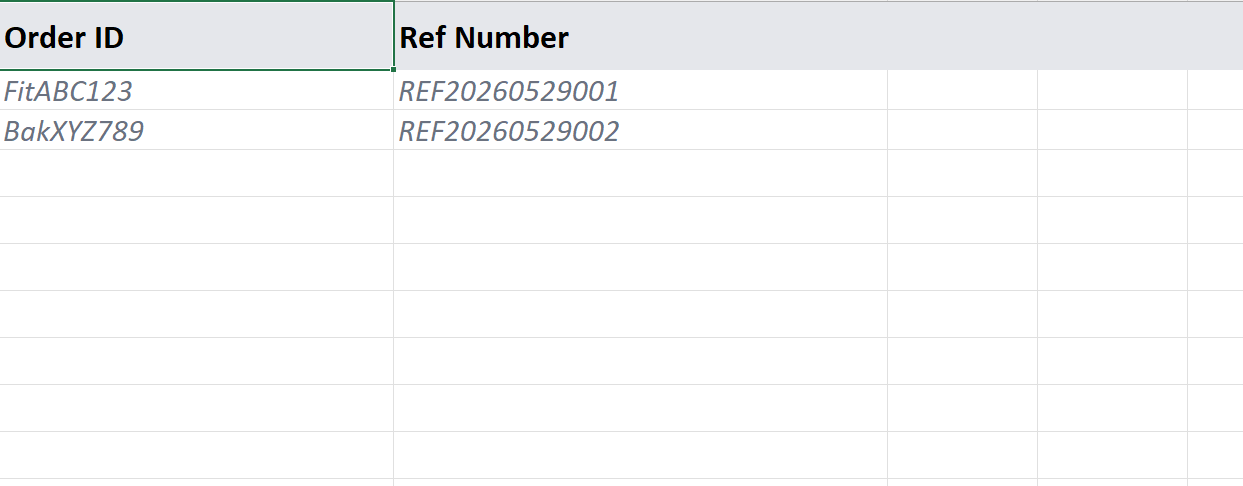 Order ID Ref Number
FitABC123 REF20260529001
BakXYZ789 REF20260529002